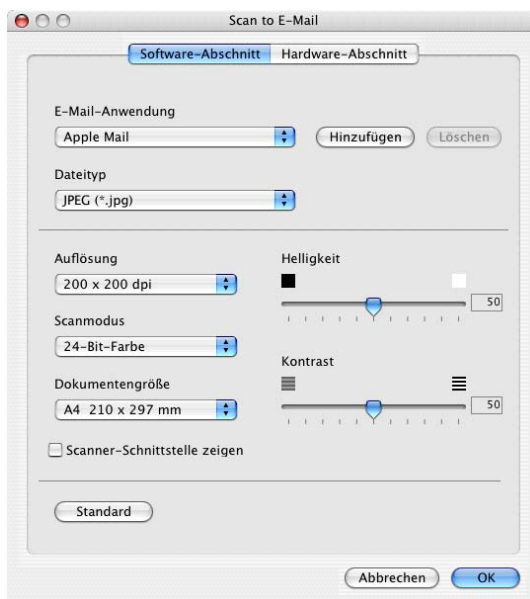 Scan to E-Mail
Software-Abschnitt Hardware-Abschnitt
E-Mail-Anwendung
Apple Mail Hinzufügen Löschen
Dateityp
JPEG (*.jpg)
Auflösung Helligkeit
200 x 200 dpi
50
Scanmodus
24-Bit-Farbe
Kontrast
Dokumentengröße
A4 210 x 297 mm 50
Scanner-Schnittstelle zeigen
Standard
Abbrechen OK